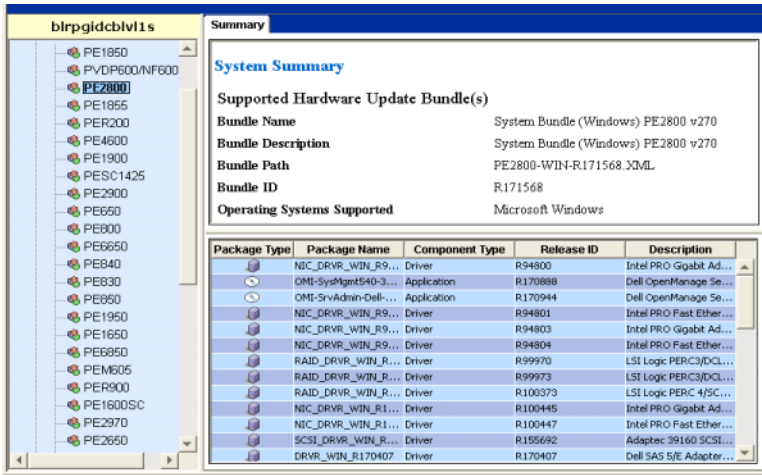 blrpgidcblvl1s
PE1850
PVDP600/NF600
PE2800
PE1855
PER200
PE4600
PE1900
PESC1425
PE2900
PE650
PE800
PE6650
PE840
PE830
PE850
PE1950
PE1650
PE6850
PEM605
PER900
PE1600SC
PE2970
PE2650
Summary
System Summary
Supported Hardware Update Bundle(s)
Bundle Name System Bundle (Windows) PE2800 v270
Bundle Description System Bundle (Windows) PE2800 v270
Bundle Path PE2800-WIN-R171568.XML
Bundle ID R171568
Operating Systems Supported Microsoft Windows
Package Type Package Name Component Type Release ID Description
NIC_DRVR_WIN_R9... Driver R94800 Intel PRO Gigabit Ad...
OMI-SysMgmt540-3... Application R170888 Dell OpenManage Se...
OMI-SrvAdmin-Dell-... Application R170944 Dell OpenManage Se...
NIC_DRVR_WIN_R9... Driver R94801 Intel PRO Fast Ether...
NIC_DRVR_WIN_R9... Driver R94803 Intel PRO Gigabit Ad...
NIC_DRVR_WIN_R9... Driver R94804 Intel PRO Fast Ether...
RAID_DRVR_WIN_R... Driver R99970 LSI Logic PERC3/DCL...
RAID_DRVR_WIN_R... Driver R99973 LSI Logic PERC3/DCL...
RAID_DRVR_WIN_R... Driver R100373 LSI Logic PERC 4/SC...
NIC_DRVR_WIN_R1... Driver R100445 Intel PRO Gigabit Ad...
NIC_DRVR_WIN_R1... Driver R100447 Intel PRO Fast Ether...
SCSI_DRVR_WIN_R... Driver R155692 Adaptec 39160 SCSI...
DRVR_WIN_R170407 Driver R170407 Dell SAS 5/E Adapter...